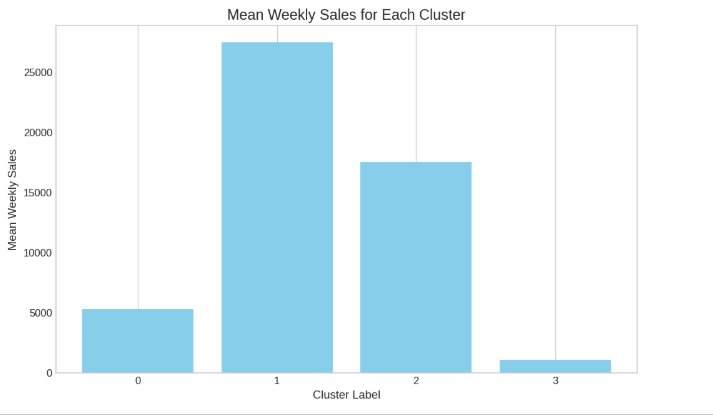 Mean Weekly Sales for Each Cluster
25000
20000
15000
10000
5000
0
Mean Weekly Sales
0 1 2 3
Cluster Label